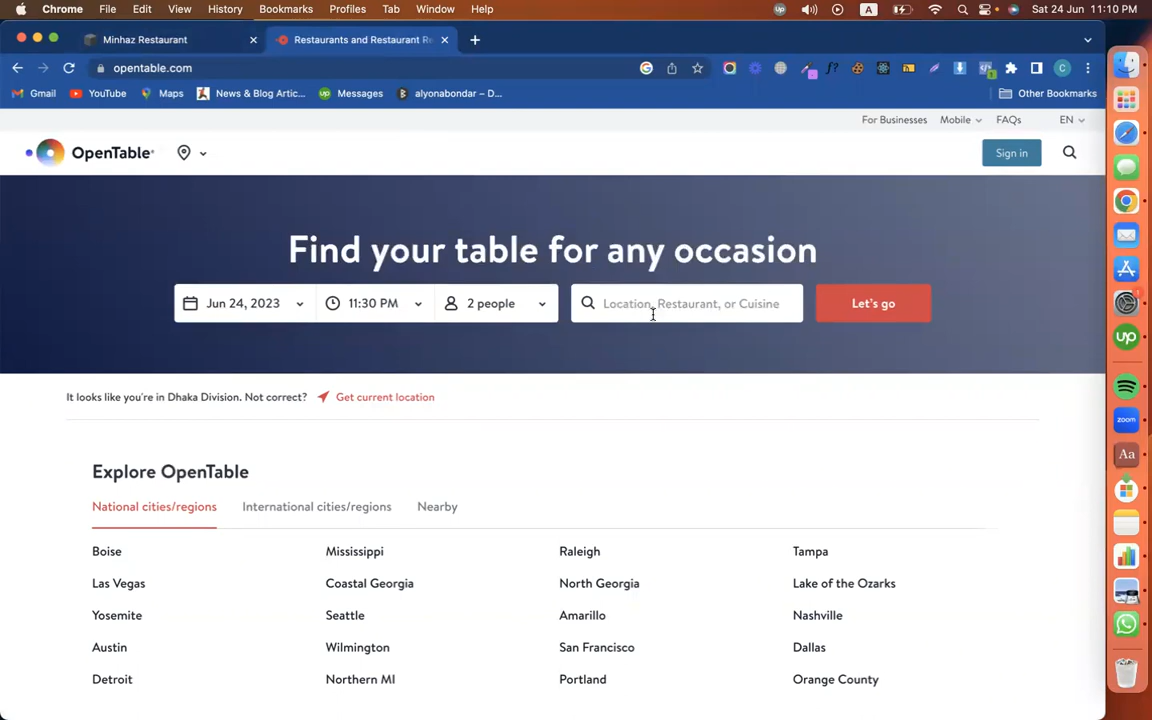 Chrome File Edit View History Bookmarks Profiles Tab Window Help A Sat 24 Jun 11:10 PM
Minhaz Restaurant Restaurants and Restaurant Re
opentable.com
Gmail YouTube Maps News & Blog Artic... Messages alyonabondar – D... Other Bookmarks
For Businesses Mobile FAQs EN
OpenTable Sign in
Find your table for any occasion
Jun 24, 2023 11:30 PM 2 people Location, Restaurant, or Cuisine Let's go
It looks like you're in Dhaka Division. Not correct? Get current location
Explore OpenTable
National cities/regions International cities/regions Nearby
Boise Mississippi Raleigh Tampa
Las Vegas Coastal Georgia North Georgia Lake of the Ozarks
Yosemite Seattle Amarillo Nashville
Austin Wilmington San Francisco Dallas
Detroit Northern MI Portland Orange County
up
zoom
Aa